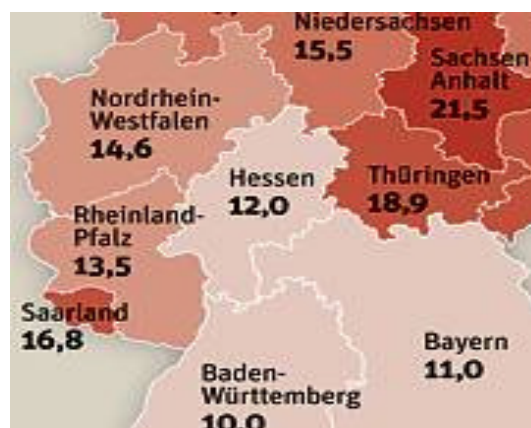 Niedersachsen
15,5
Sachsen-
Anhalt
21,5
Nordrhein-
Westfalen
14,6
Hessen
12,0
Thüringen
18,9
Rheinland-
Pfalz
13,5
Saarland
16,8
Bayern
11,0
Baden-
Württemberg
10,0